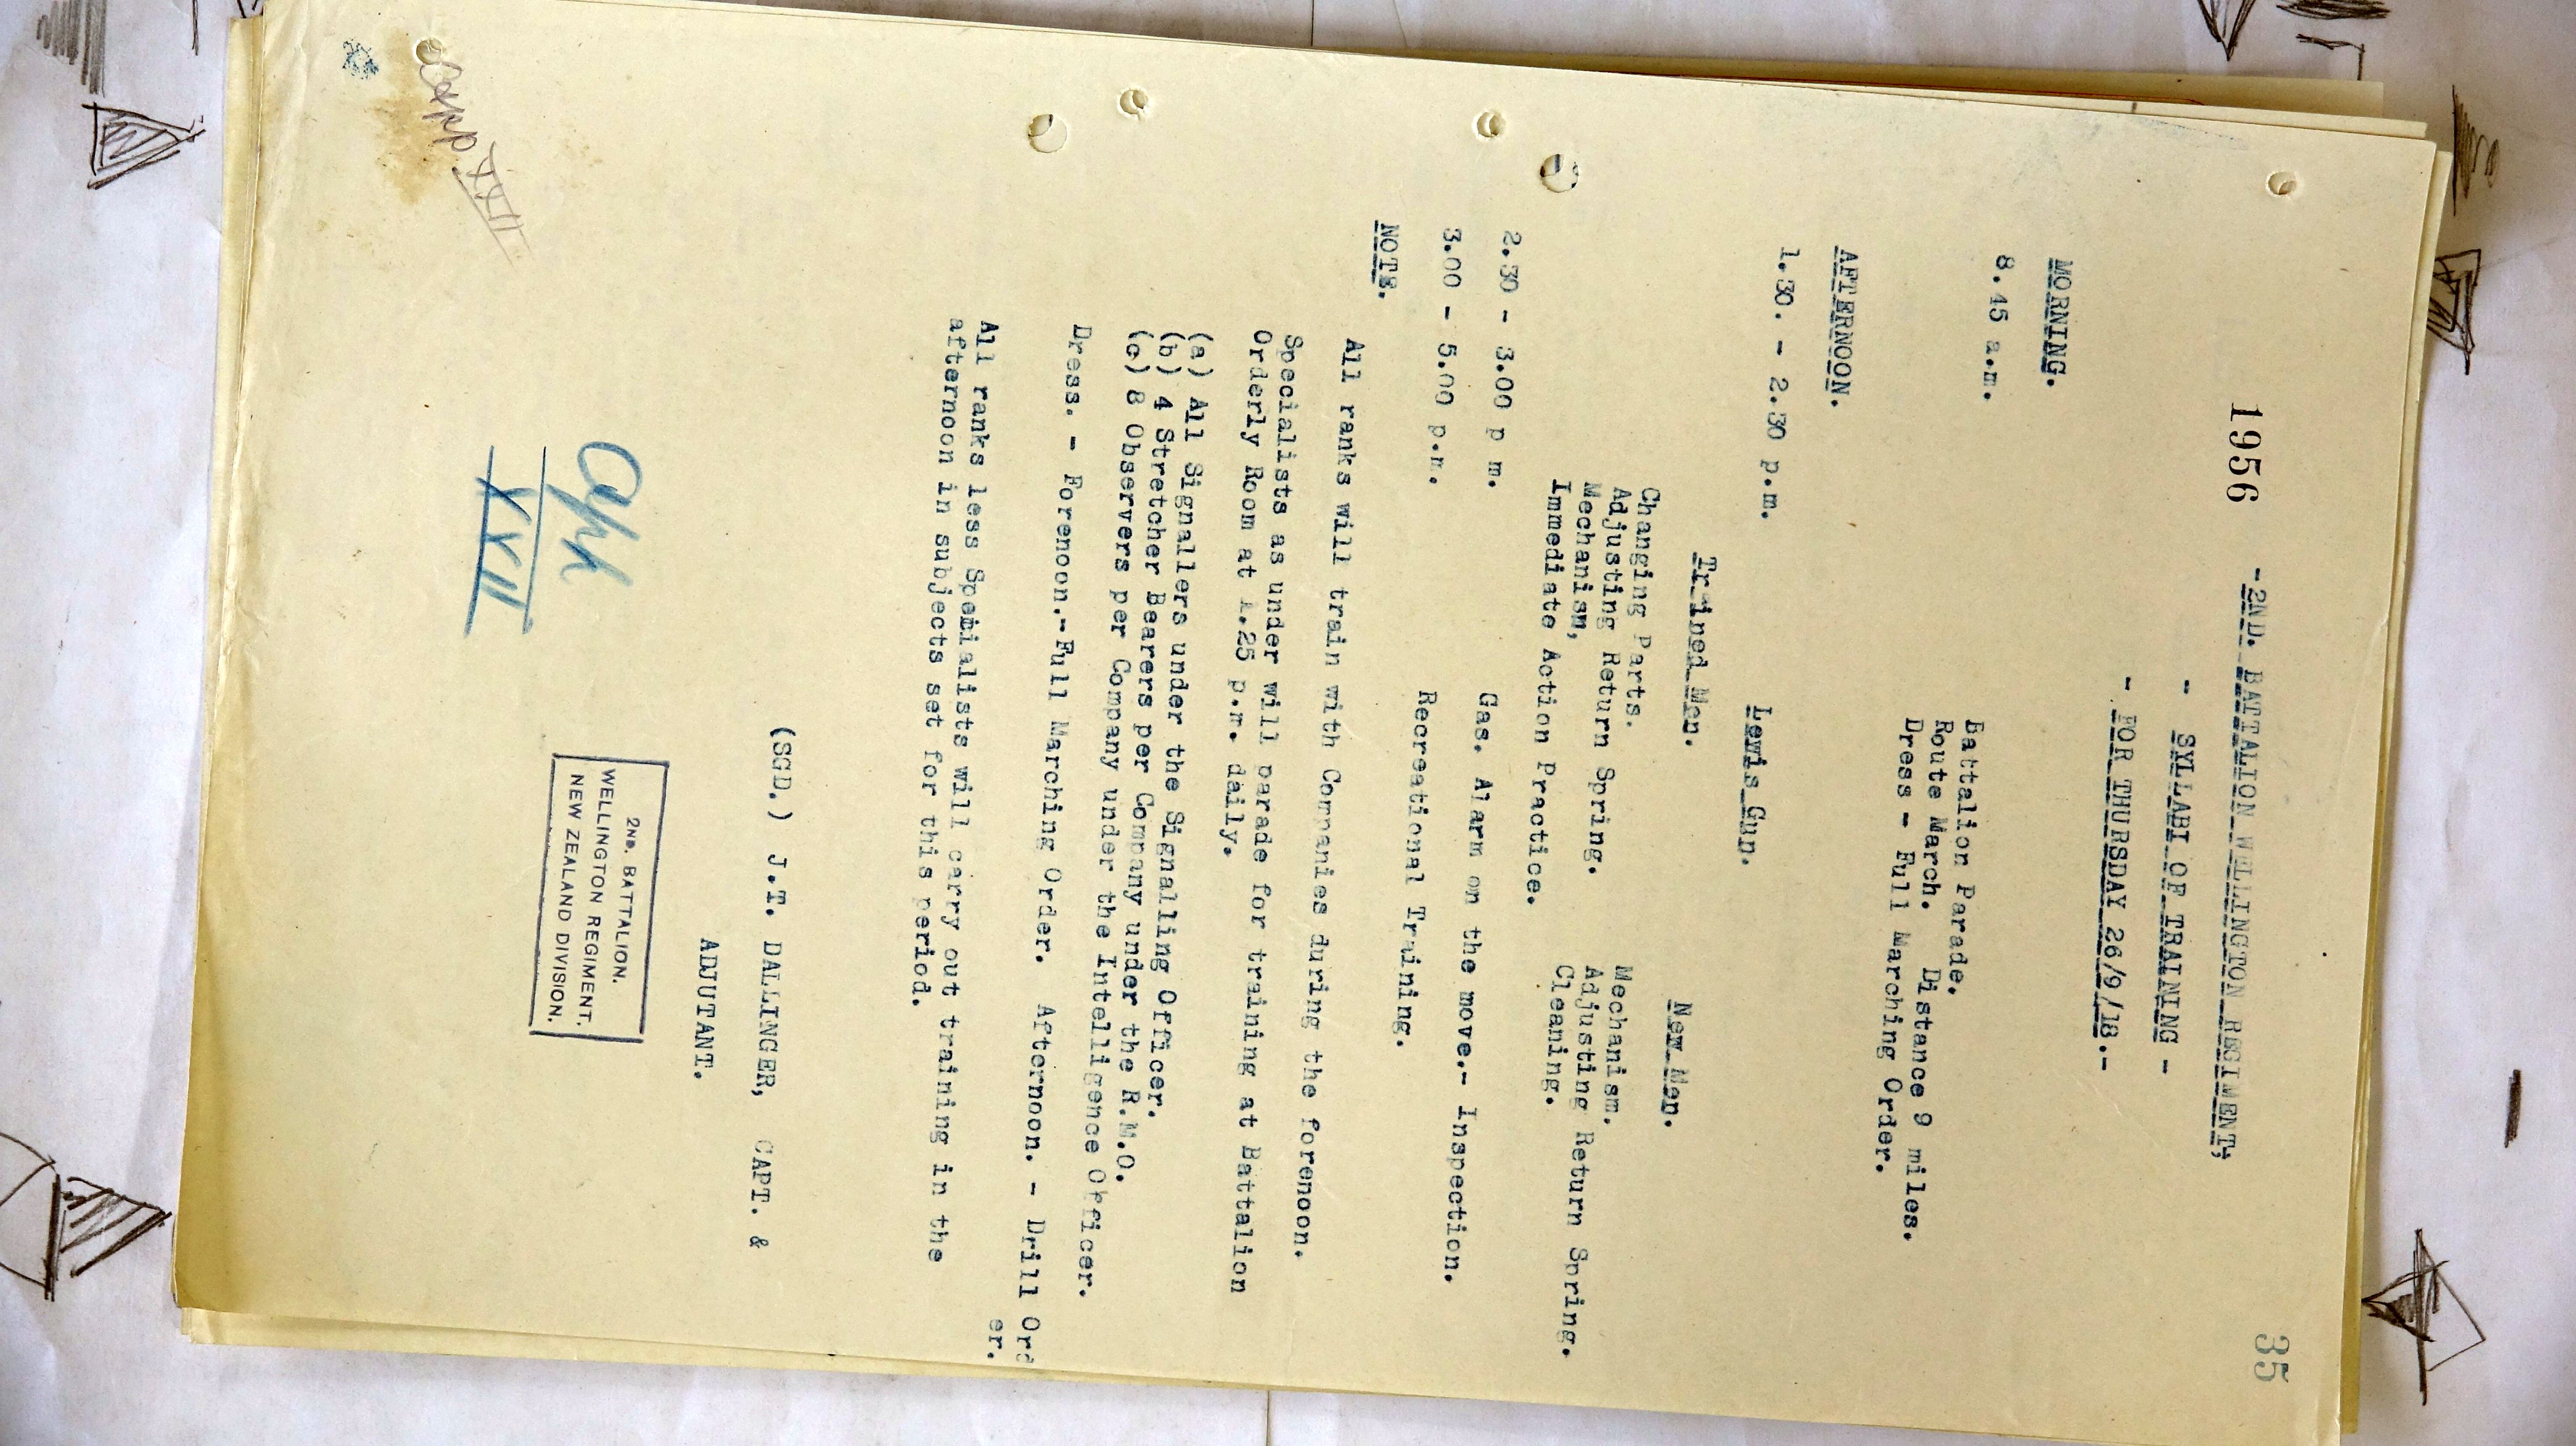 35
1956 -2ND. BATTALION WELLINGTON REGIMENT;
- SYLLABI OF TRAINING -
- FOR THURSDAY 26/9/18.-
MORNING.
8.45 a.m. Battalion Parade.
Route March. Distance 9 miles.
Dress - Full Marching Order.
AFTERNOON.
1.30. - 2.30 p.m. Lewis Gun.
Trained Men. New Men.
Changing Parts. Mechanism.
Adjusting Return Spring. Adjusting Return Spring.
Mechanism, Cleaning.
Immediate Action Practice.
2.30 - 3.00 p m. Gas. Alarm on the move.- Inspection.
3.00 - 5.00 p.m. Recreational Training.
NOTE.
All ranks will train with Companies during the forenoon.
Specialists as under will parade for training at Battalion
Orderly Room at 1.25 p.m. daily.
(a) All Signallers under the Signalling Officer.
(b) 4 Stretcher Bearers per Company under the R.M.O.
(c) 8 Observers per Company under the Intelligence Officer.
Dress. - Forenoon.-Full Marching Order. Afternoon. - Drill Ord
er.
All ranks less Specialists will carry out training in the
afternoon in subjects set for this period.
(SGD.) J.T. DALLINGER, CAPT. &
ADJUTANT.
2ND. BATTALION.
WELLINGTON REGIMENT,
NEW ZEALAND DIVISION.
XXII